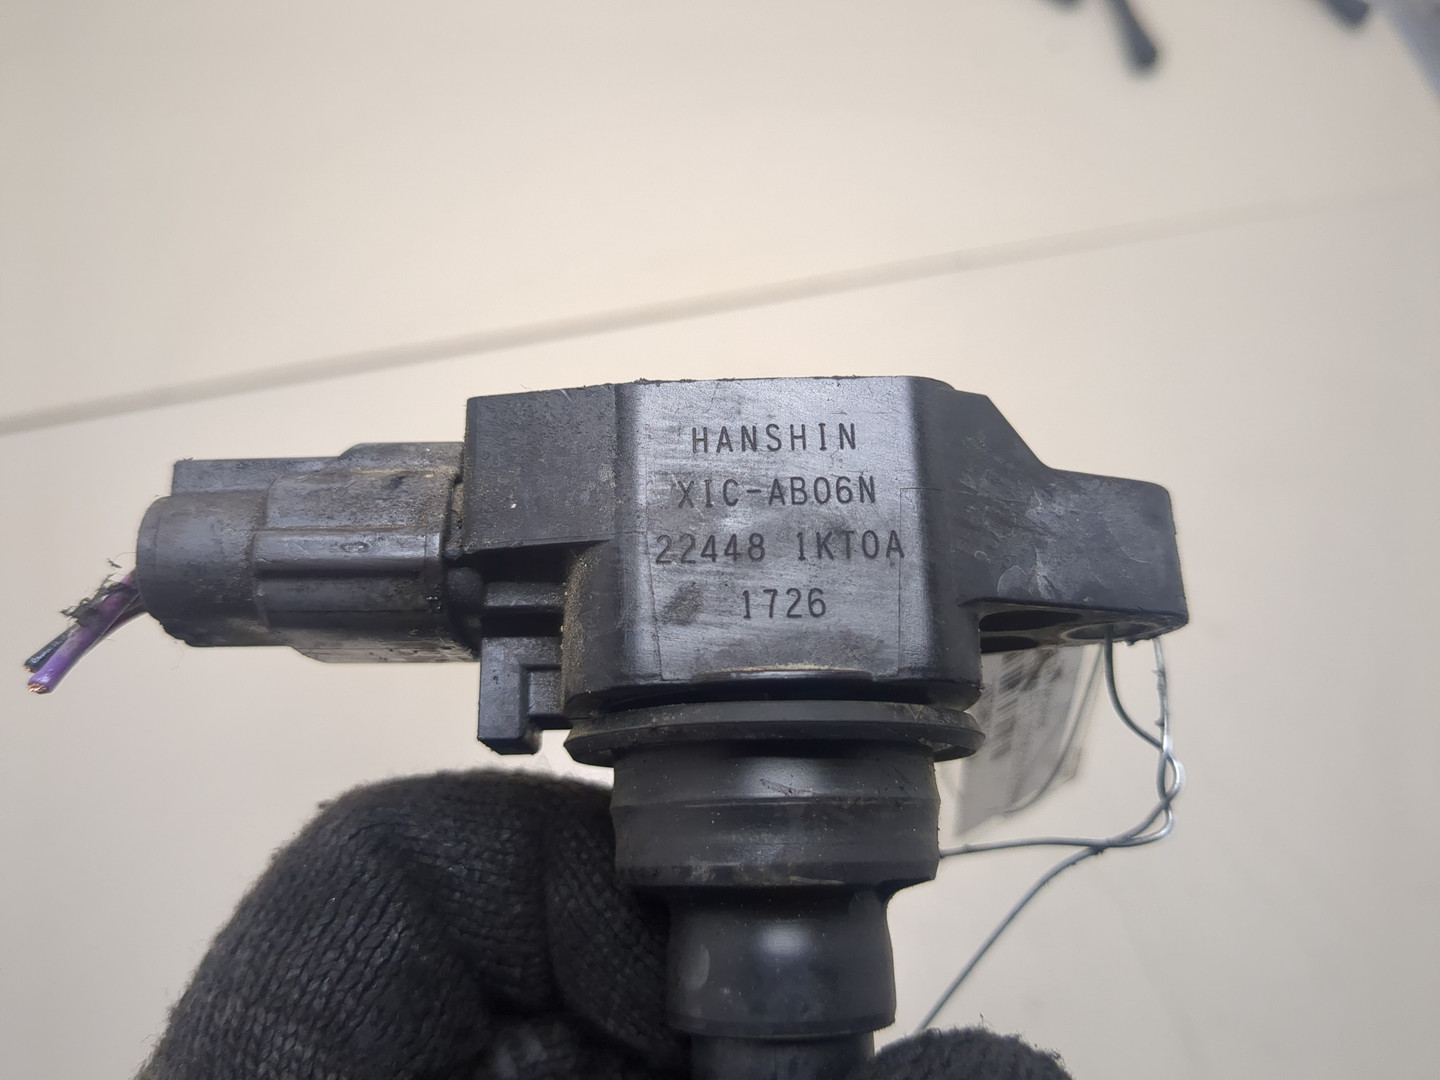 HANSHIN
XIC-AB06N
22448 1KT0A
1726